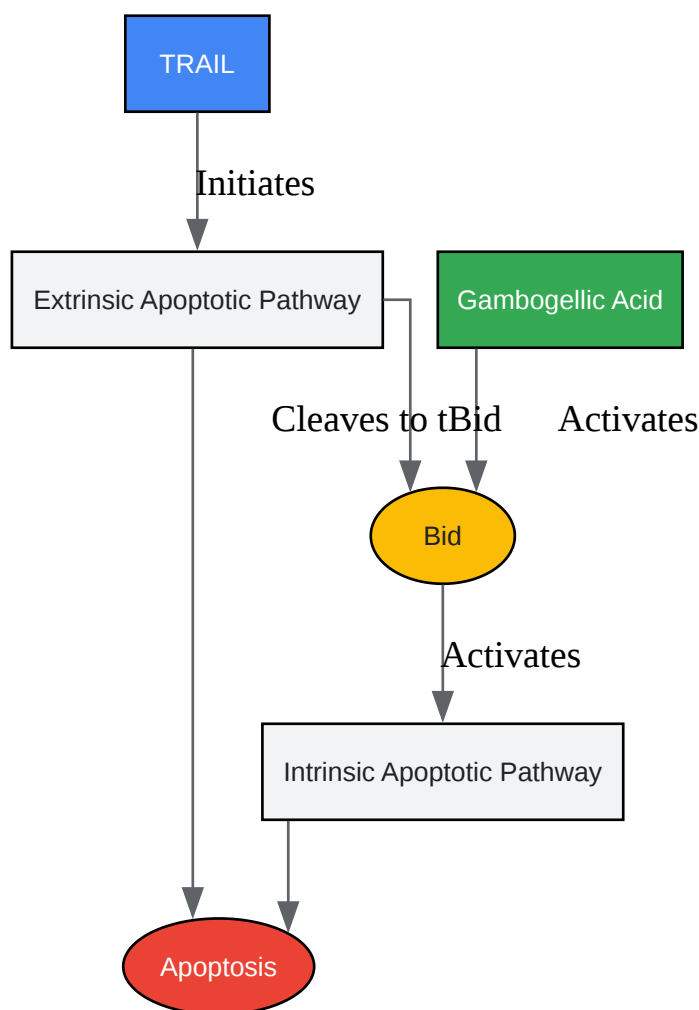 TRAIL
Initiates
Extrinsic Apoptotic Pathway
Gambogellic Acid
Cleaves to tBid
Activates
Bid
Activates
Intrinsic Apoptotic Pathway
Apoptosis